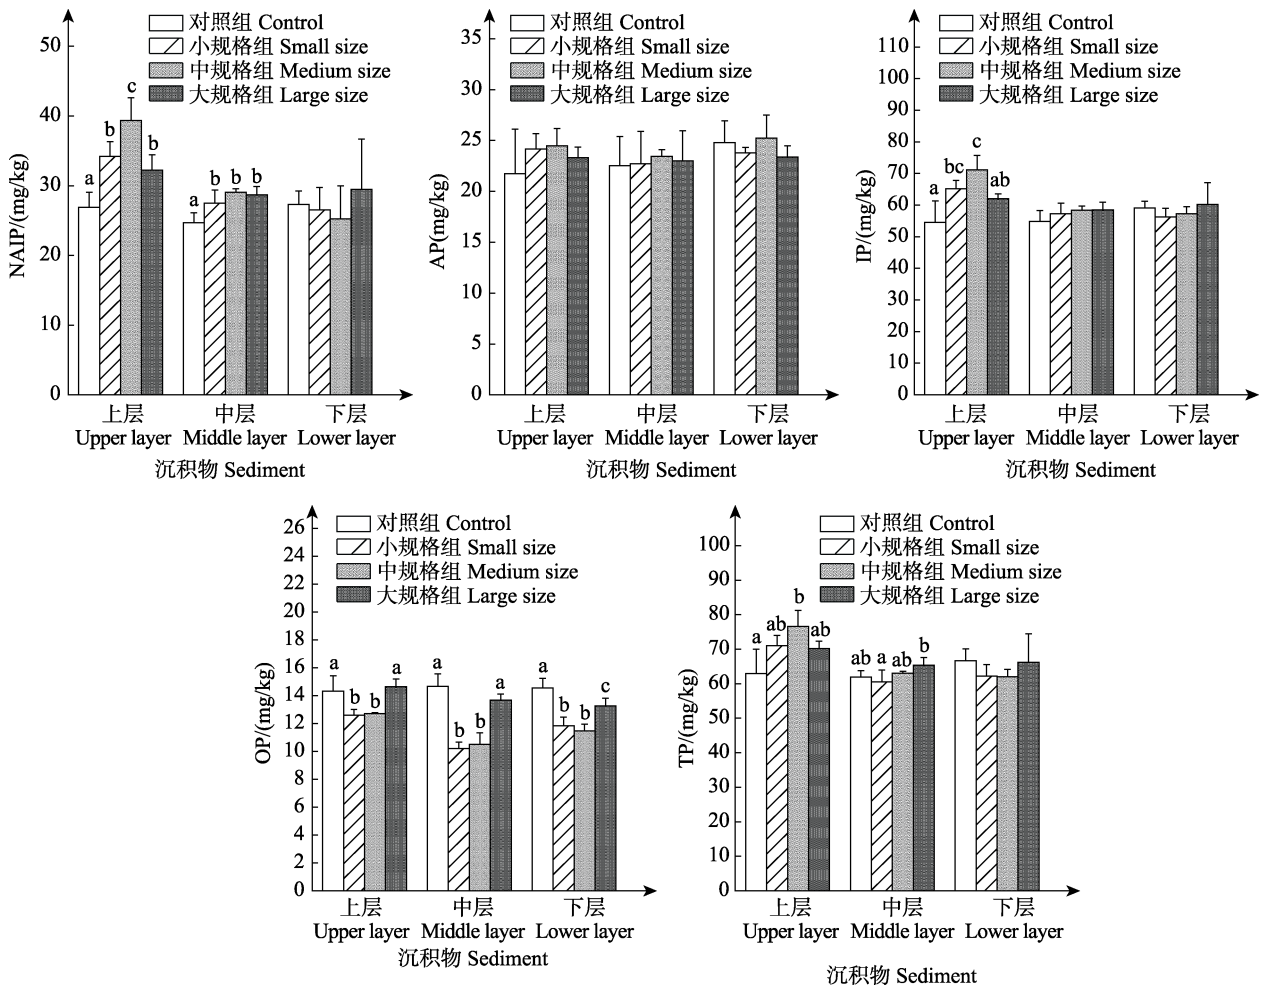 50
40
30
20
10
0
NAIP/(mg/kg)
对照组 Control
小规格组 Small size
中规格组 Medium size
大规格组 Large size
a
b
c
b
a
b
b
b
上层
中层
下层
Upper layer
Middle layer
Lower layer
沉积物 Sediment
35
30
25
20
15
10
5
0
AP(mg/kg)
对照组 Control
小规格组 Small size
中规格组 Medium size
大规格组 Large size
上层
中层
下层
Upper layer
Middle layer
Lower layer
沉积物 Sediment
110
100
90
80
70
60
50
40
30
20
10
0
IP/(mg/kg)
对照组 Control
小规格组 Small size
中规格组 Medium size
大规格组 Large size
a
bc
c
ab
上层
中层
下层
Upper layer
Middle layer
Lower layer
沉积物 Sediment
26
24
22
20
18
16
14
12
10
8
6
4
2
0
OP/(mg/kg)
对照组 Control
小规格组 Small size
中规格组 Medium size
大规格组 Large size
a
b
b
a
a
b
b
a
a
b
b
c
上层
中层
下层
Upper layer
Middle layer
Lower layer
沉积物 Sediment
100
90
80
70
60
50
40
30
20
10
0
TP/(mg/kg)
对照组 Control
小规格组 Small size
中规格组 Medium size
大规格组 Large size
a
ab
b
ab
ab
a
ab
b
上层
中层
下层
Upper layer
Middle layer
Lower layer
沉积物 Sediment